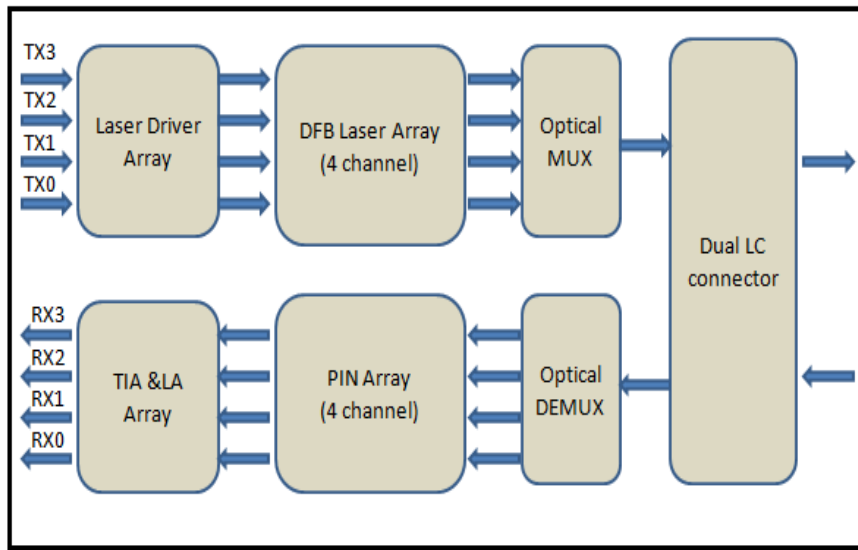 TX3
TX2
TX1
TX0
Laser Driver
Array
DFB Laser Array
(4 channel)
Optical
MUX
Dual LC
connector
RX3
RX2
RX1
RX0
TIA &LA
Array
PIN Array
(4 channel)
Optical
DEMUX